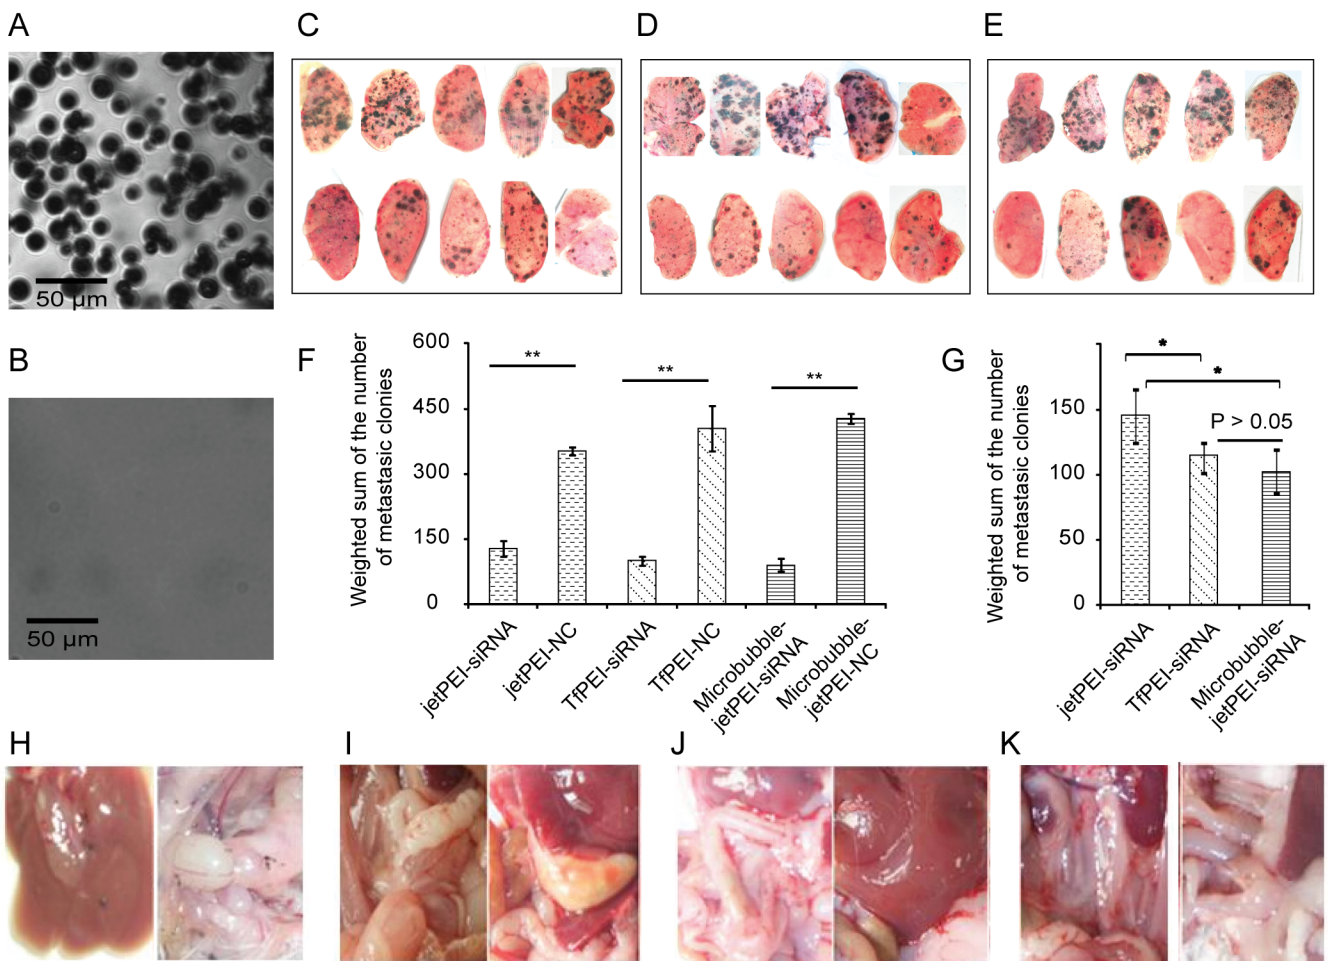 A
C
D
E
50 µm
B
50 µm
F
Weighted sum of the number
of metastasic clonies
600
450
300
150
0
**
**
**
jetPEI-siRNA
jetPEI-NC
TfPEI-siRNA
TfPEI-NC
Microbubble-
jetPEI-siRNA
Microbubble-
jetPEI-NC
G
Weighted sum of the number
of metastasic clonies
150
100
50
0
*
*
P > 0.05
jetPEI-siRNA
TfPEI-siRNA
Microbubble-
jetPEI-siRNA
H
I
J
K